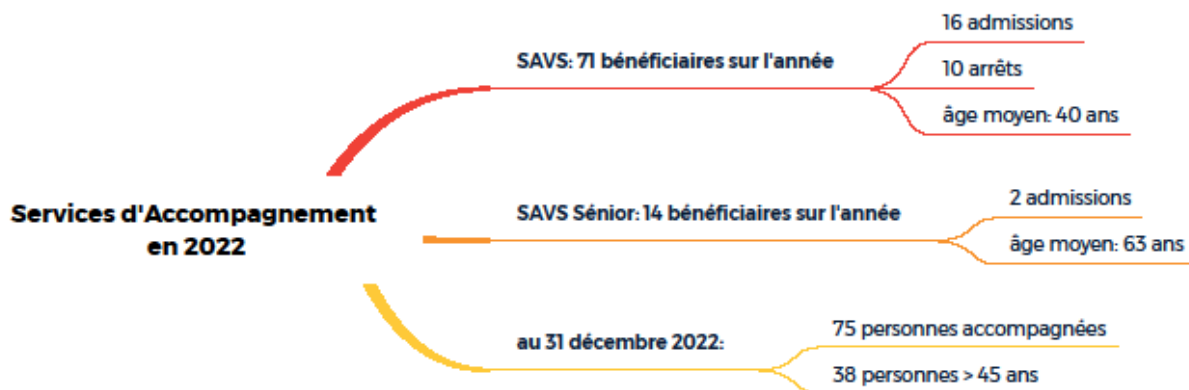 Services d'Accompagnement
en 2022
SAVS: 71 bénéficiaires sur l'année
16 admissions
10 arrêts
âge moyen: 40 ans
SAVS Sénior: 14 bénéficiaires sur l'année
2 admissions
âge moyen: 63 ans
au 31 décembre 2022:
75 personnes accompagnées
38 personnes > 45 ans